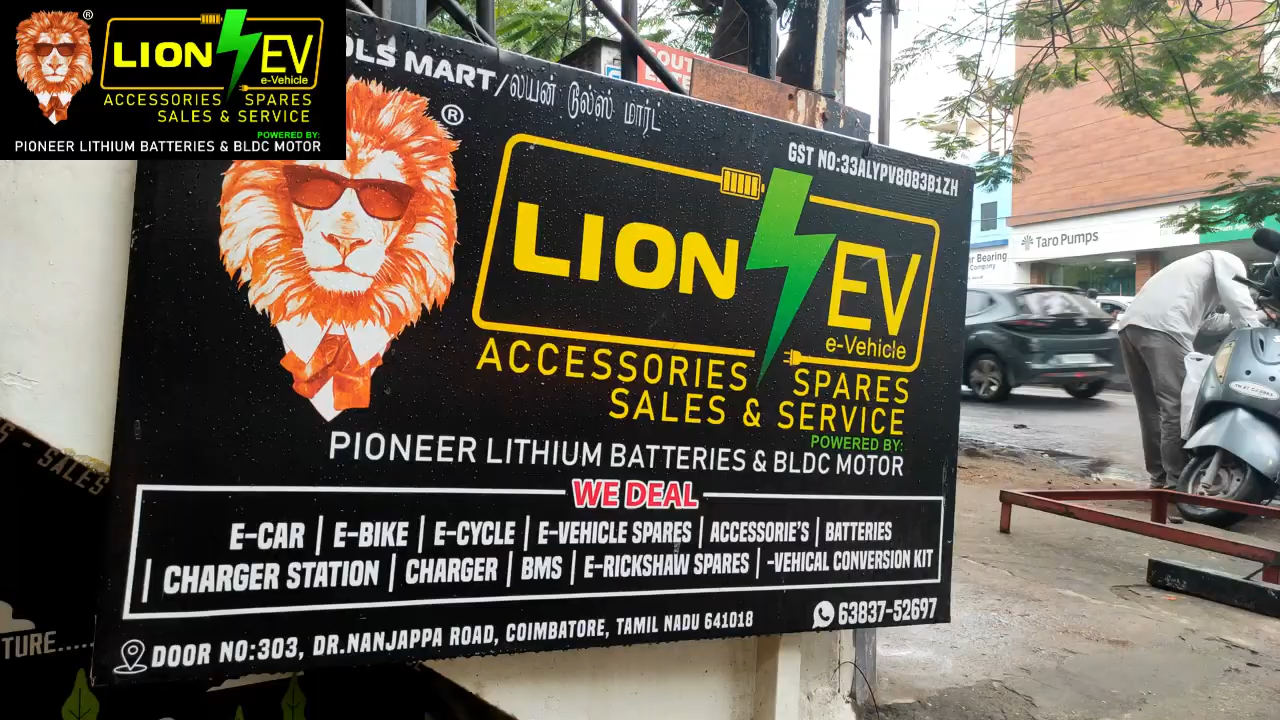 ®
LION EV
e-Vehicle
ACCESSORIES SPARES
SALES & SERVICE
POWERED BY:
PIONEER LITHIUM BATTERIES & BLDC MOTOR
OLS MART/லயன் டூல்ஸ் மார்ட்
®
GST NO:33ALYPV8083B1ZH
LION EV
e-Vehicle
ACCESSORIES SPARES
SALES & SERVICE
POWERED BY:
PIONEER LITHIUM BATTERIES & BLDC MOTOR
WE DEAL
E-CAR | E-BIKE | E-CYCLE | E-VEHICLE SPARES | ACCESSORIE'S | BATTERIES
| CHARGER STATION | CHARGER | BMS | E-RICKSHAW SPARES | -VEHICAL CONVERSION KIT
DOOR NO:303, DR.NANJAPPA ROAD, COIMBATORE, TAMIL NADU 641018
63837-52697
Taro Pumps
Bearing
Company
S - SALES
TURE.....